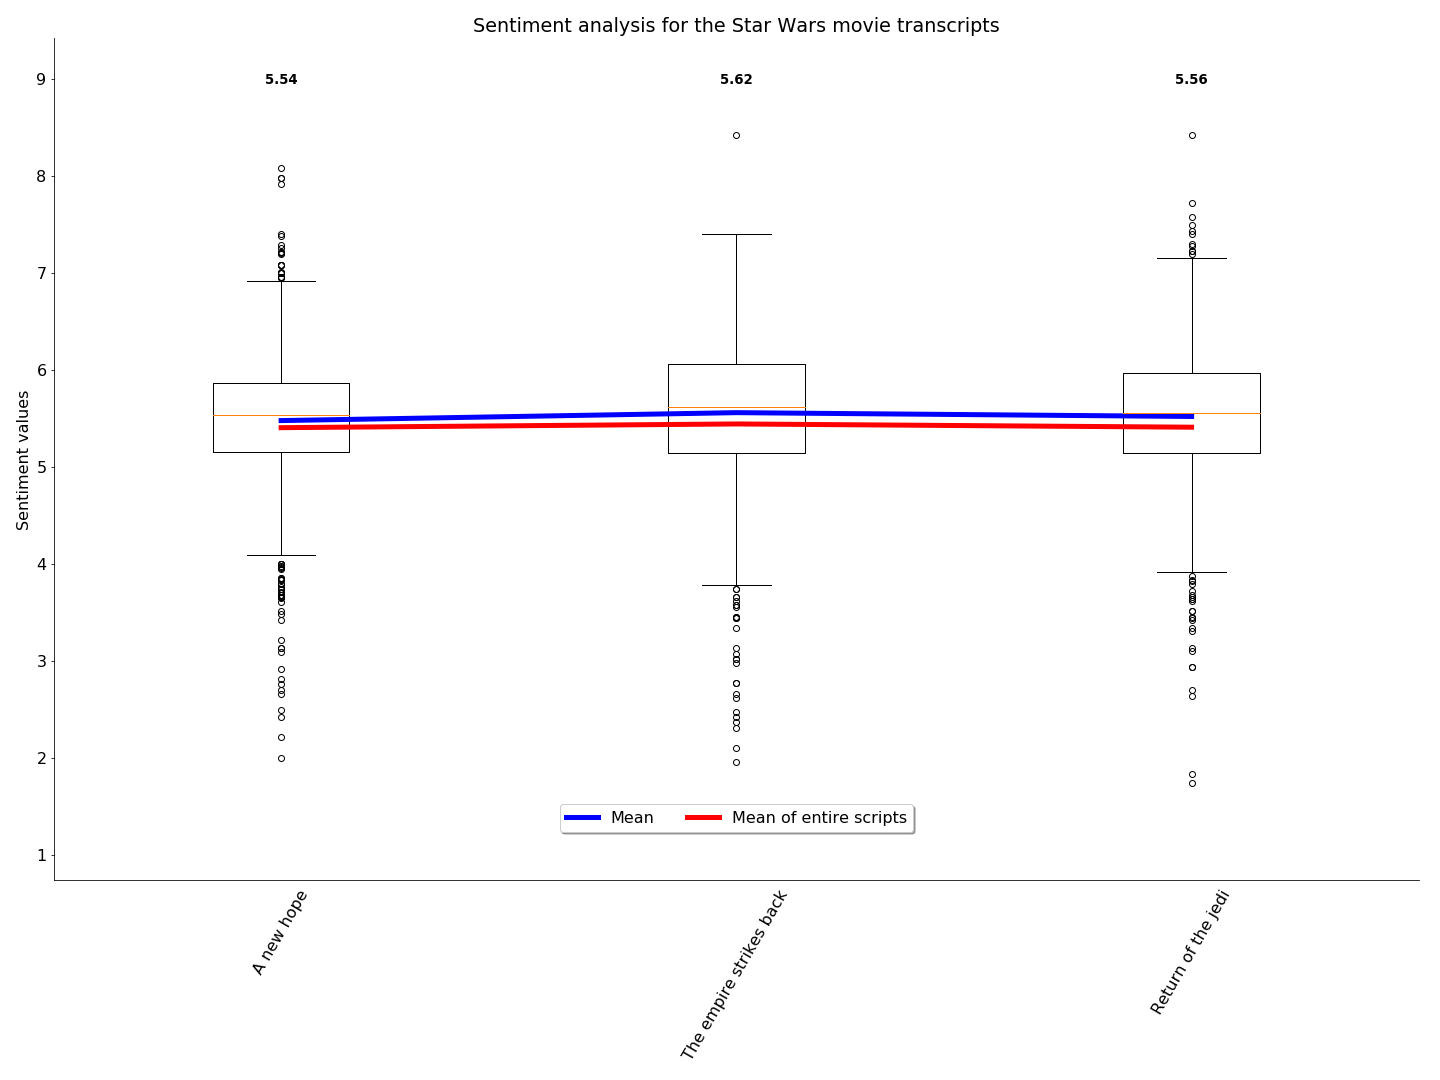 Sentiment analysis for the Star Wars movie transcripts
9
5.54
5.62
5.56
8
7
6
5
4
3
2
1
Sentiment values
Mean
Mean of entire scripts
A new hope
The empire strikes back
Return of the jedi